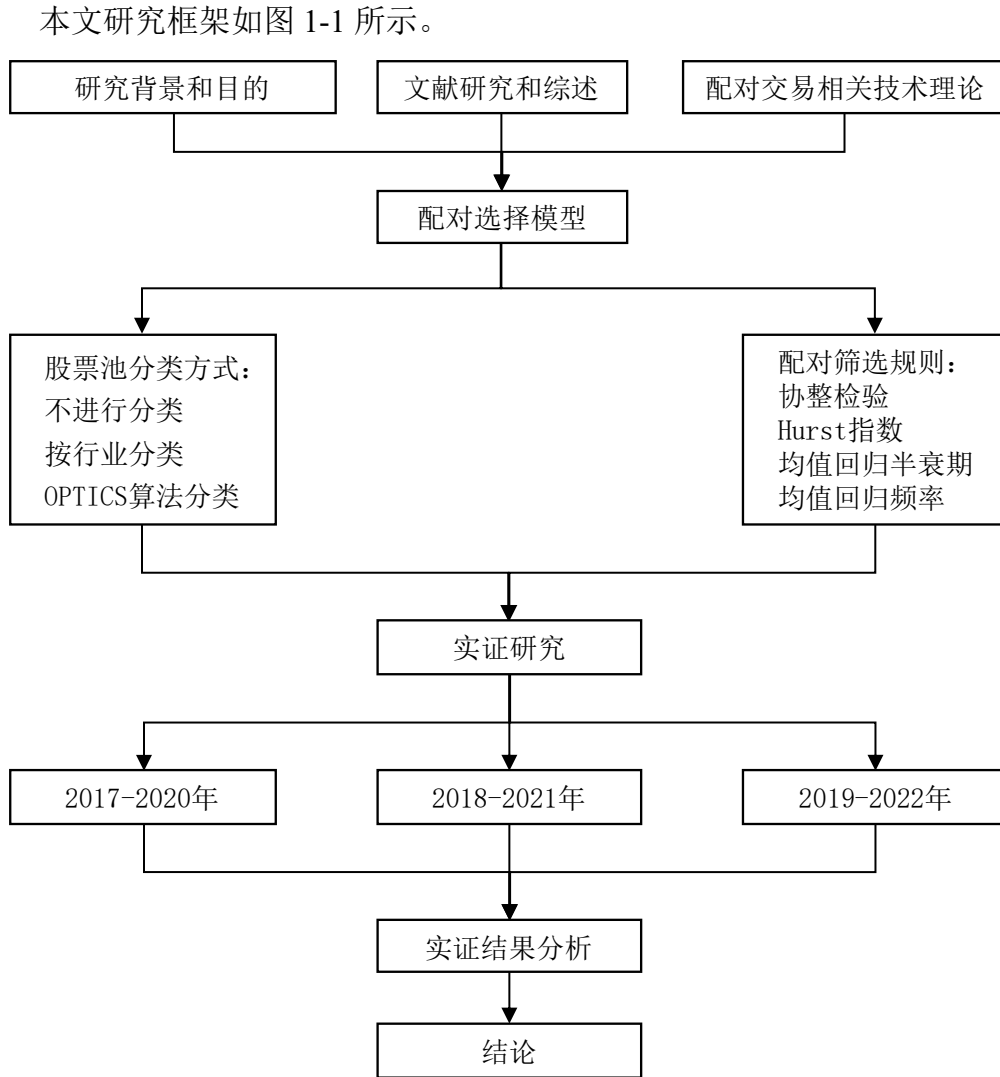 本文研究框架如图 1-1 所示。
研究背景和目的
文献研究和综述
配对交易相关技术理论
配对选择模型
股票池分类方式：
不进行分类
按行业分类
OPTICS算法分类
配对筛选规则：
协整检验
Hurst指数
均值回归半衰期
均值回归频率
实证研究
2017-2020年
2018-2021年
2019-2022年
实证结果分析
结论